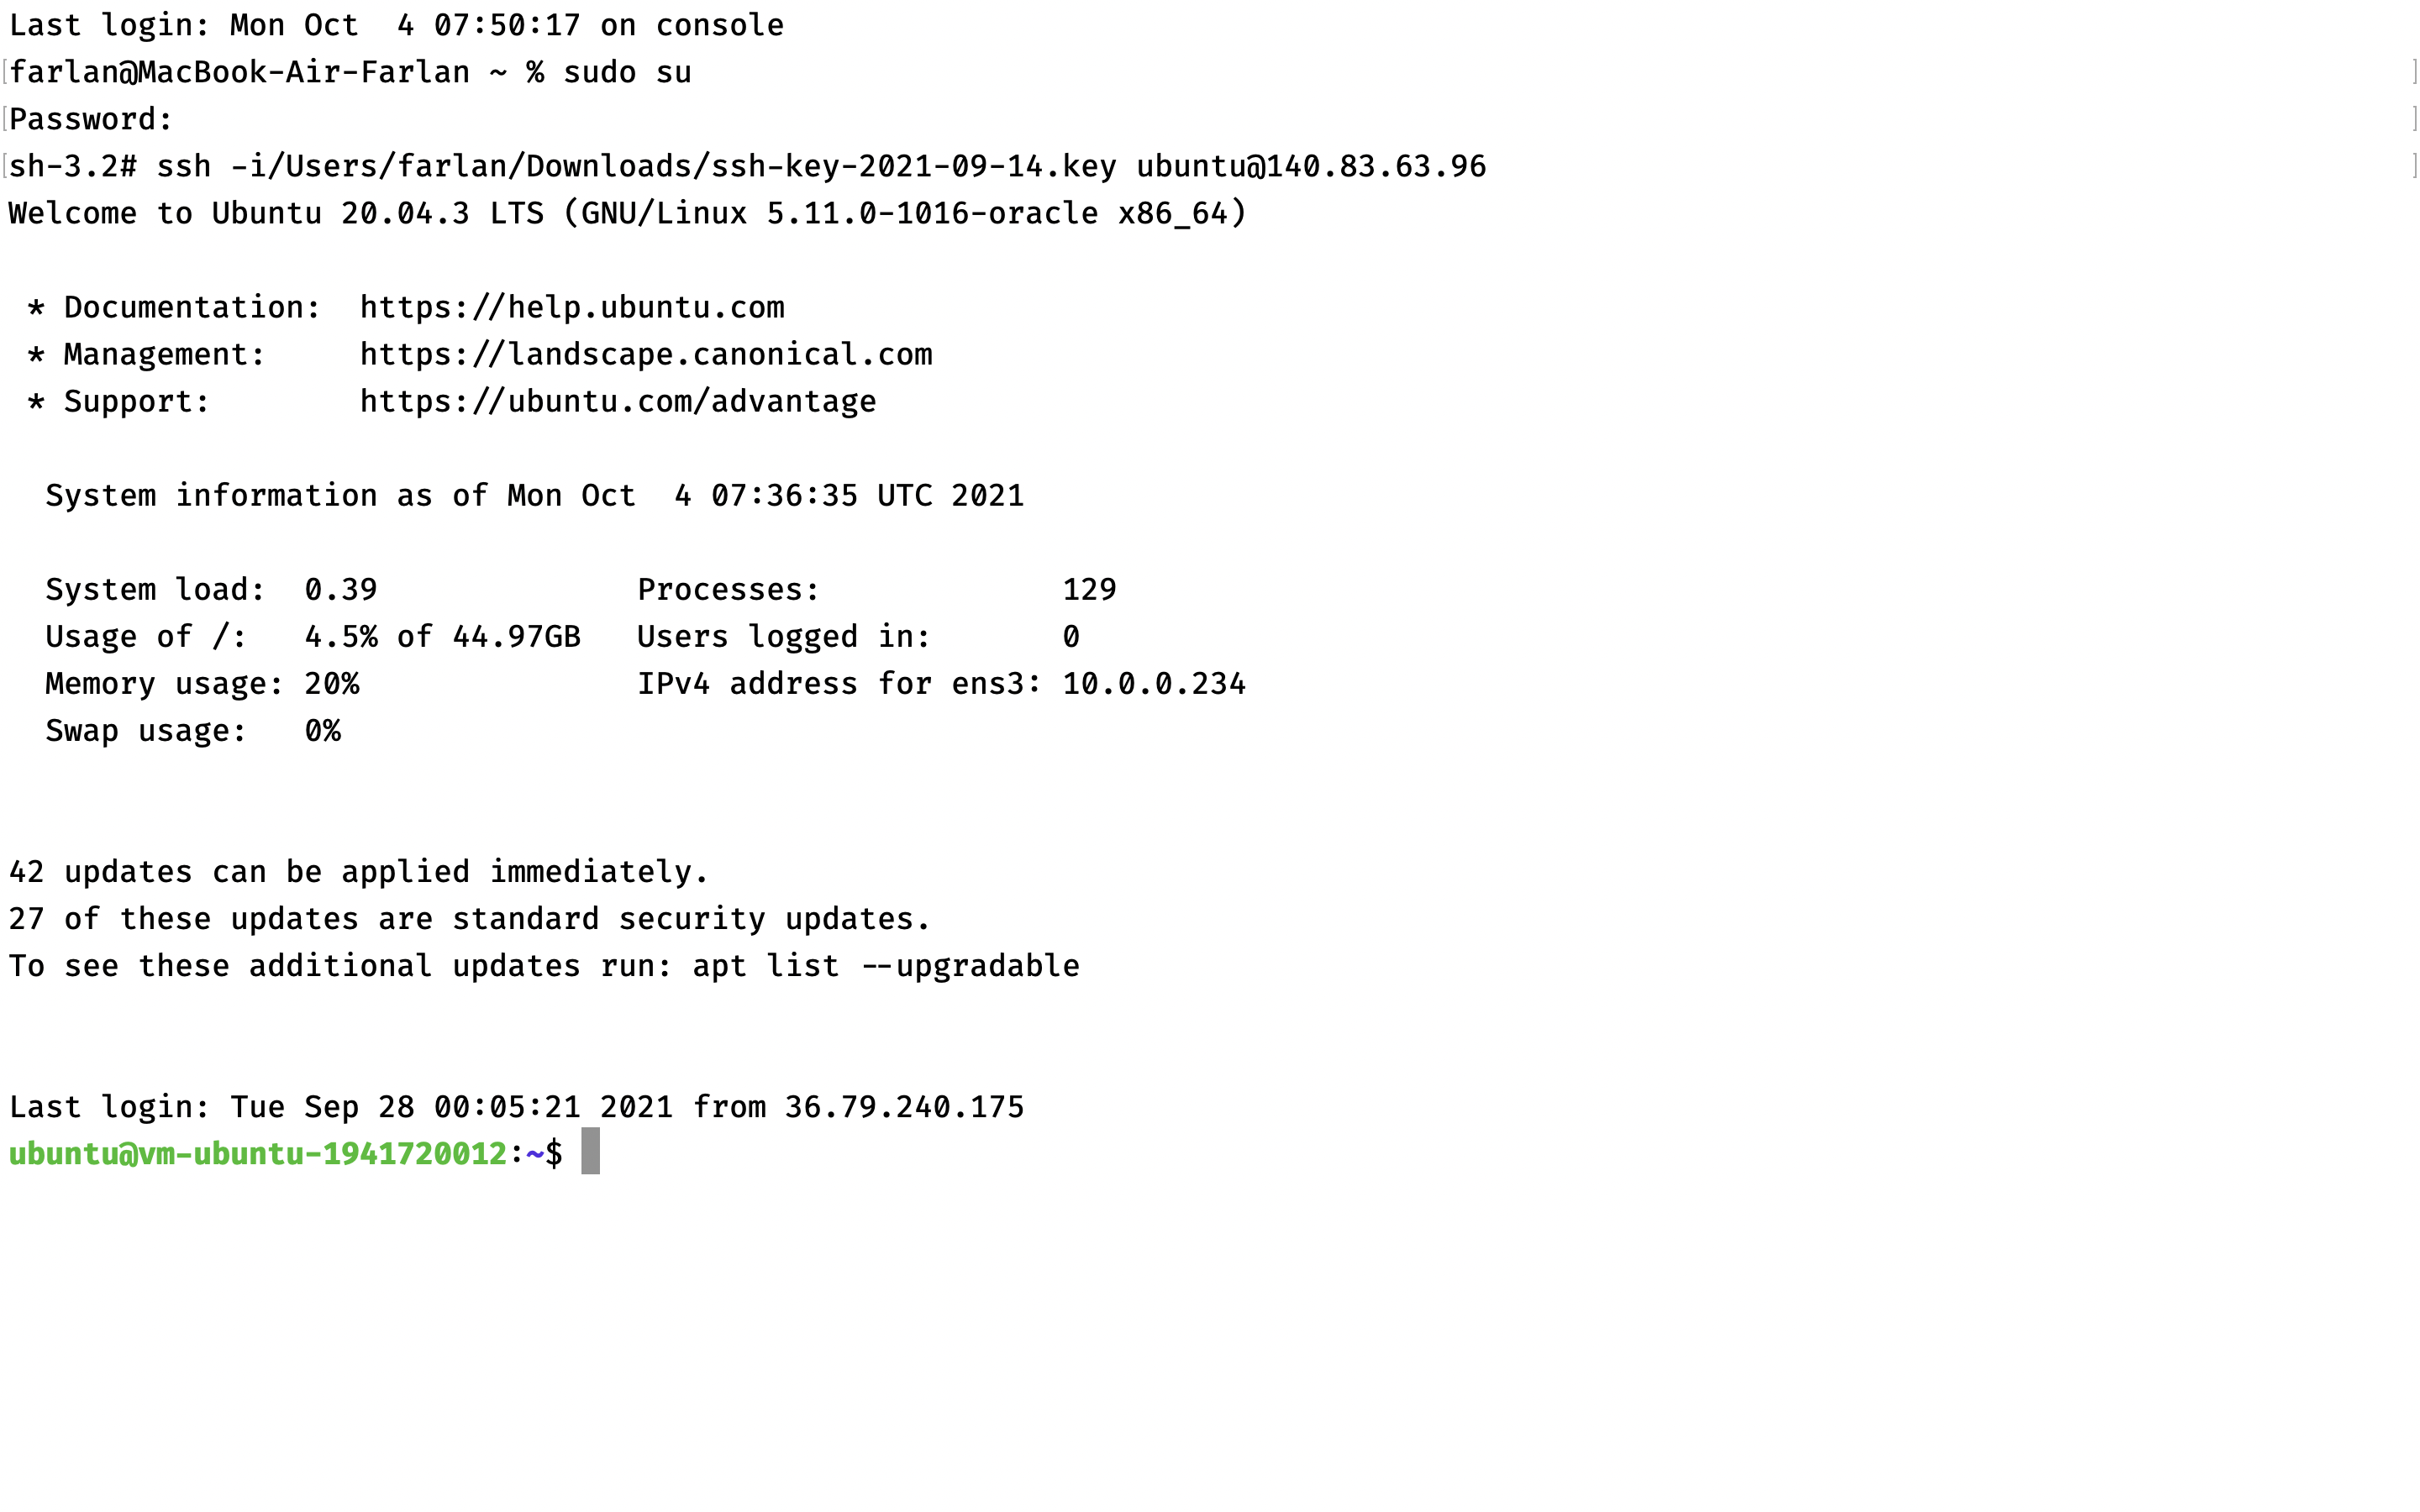 Last login: Mon Oct  4 07:50:17 on console
[farlan@MacBook-Air-Farlan ~ % sudo su ]
[Password: ]
[sh-3.2# ssh -i/Users/farlan/Downloads/ssh-key-2021-09-14.key ubuntu@140.83.63.96 ]
Welcome to Ubuntu 20.04.3 LTS (GNU/Linux 5.11.0-1016-oracle x86_64)
 * Documentation:  https://help.ubuntu.com
 * Management:     https://landscape.canonical.com
 * Support:        https://ubuntu.com/advantage
  System information as of Mon Oct  4 07:36:35 UTC 2021
  System load:  0.39              Processes:             129
  Usage of /:   4.5% of 44.97GB   Users logged in:       0
  Memory usage: 20%               IPv4 address for ens3: 10.0.0.234
  Swap usage:   0%
42 updates can be applied immediately.
27 of these updates are standard security updates.
To see these additional updates run: apt list --upgradable
Last login: Tue Sep 28 00:05:21 2021 from 36.79.240.175
ubuntu@vm-ubuntu-1941720012:~$